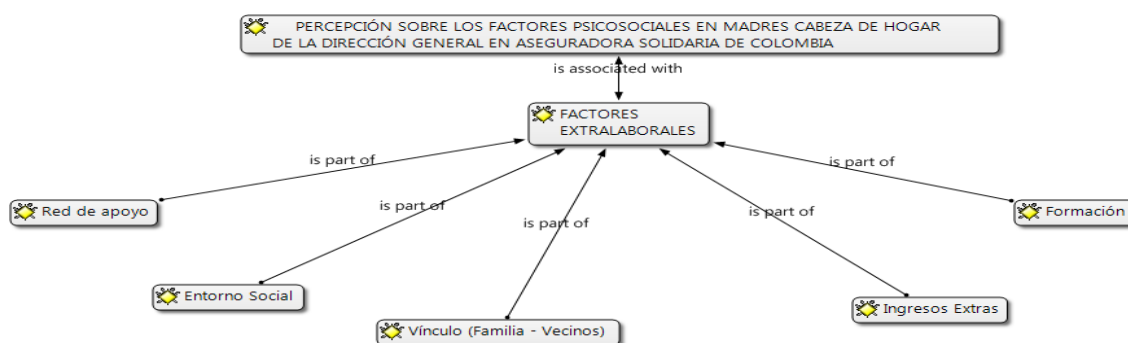 PERCEPCIÓN SOBRE LOS FACTORES PSICOSOCIALES EN MADRES CABEZA DE HOGAR
DE LA DIRECCIÓN GENERAL EN ASEGURADORA SOLIDARIA DE COLOMBIA
is associated with
FACTORES
EXTRALABORALES
is part of
is part of
is part of
is part of
is part of
Red de apoyo
Formación
Entorno Social
Ingresos Extras
Vínculo (Familia - Vecinos)